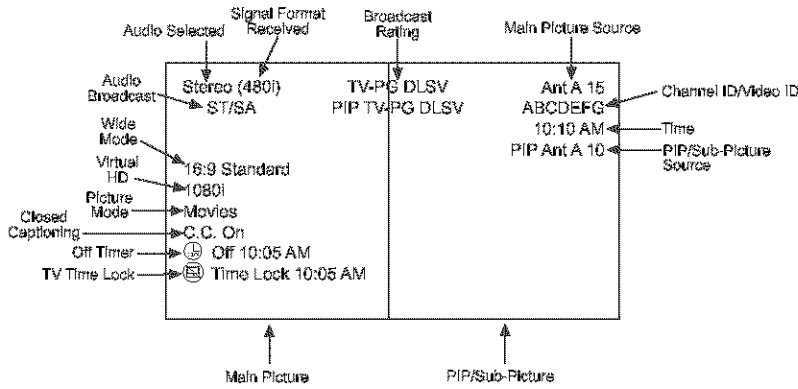 Audio Selected
Signal Format
Received
Broadcast
Rating
Main Picture Source
Audio
Broadcast
Stereo (480i)
TV-PG DLSV
Ant A 15
Channel ID/Video ID
ST/SA
PIP TV-PG DLSV
ABCDEFG
10:10 AM
Time
PIP Ant A 10
PIP/Sub-Picture
Source
Wide
Mode
16:9 Standard
Virtual
HD
1080i
Picture
Mode
Movies
Closed
Captioning
C.C. On
Off Timer
Off 10:05 AM
TV Time Lock
Time Lock 10:05 AM
Main Picture
PIP/Sub-Picture